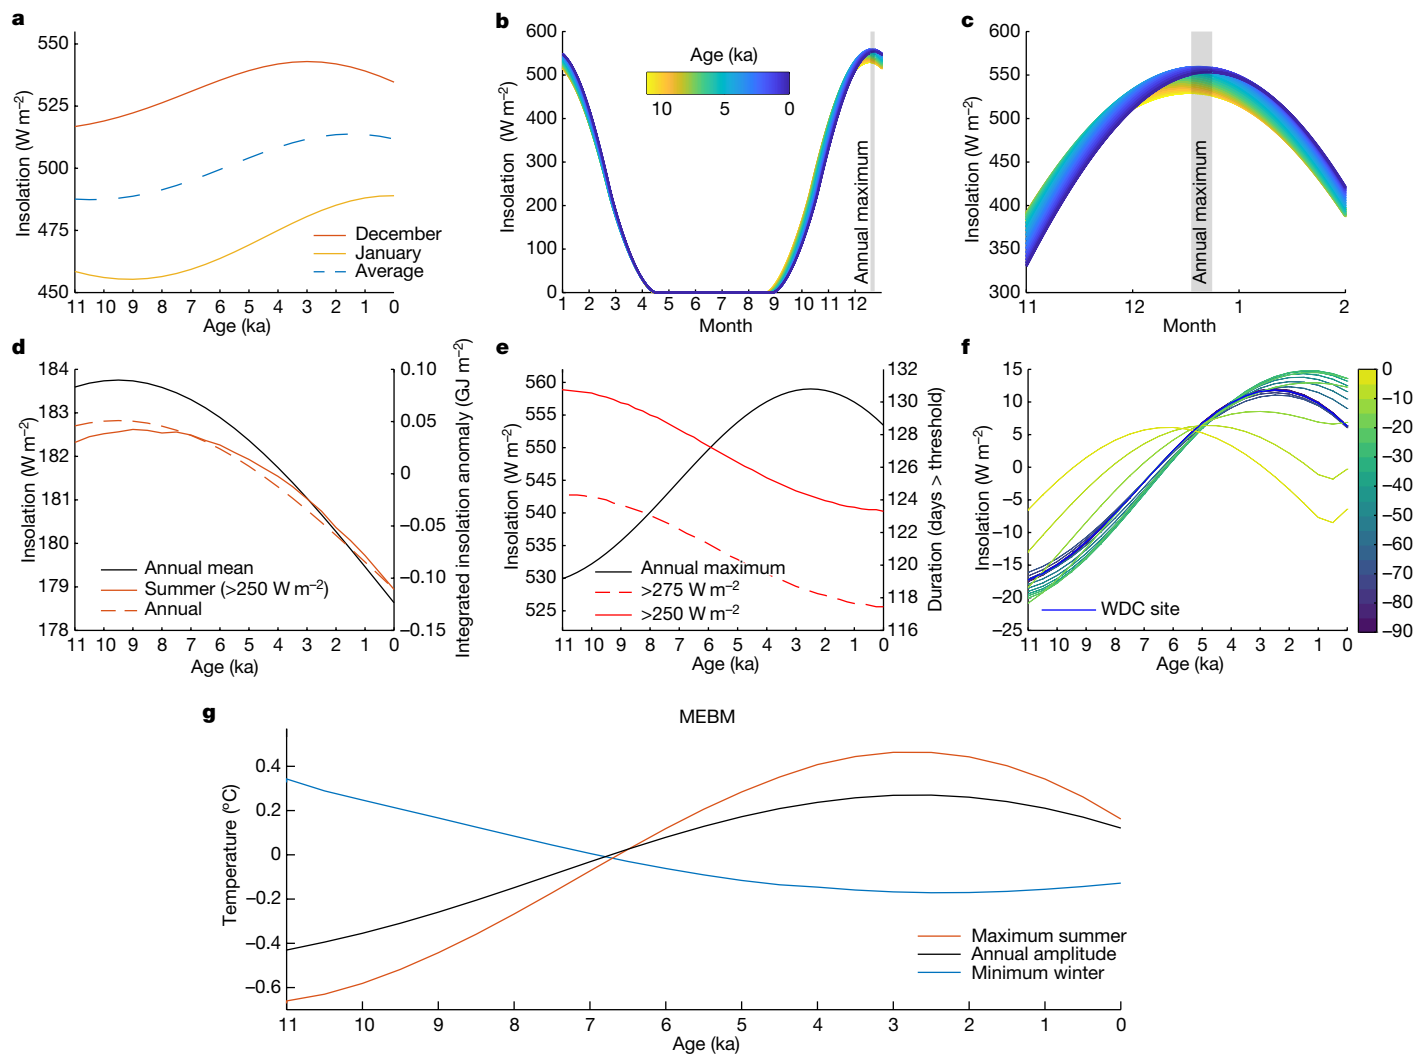 a
550
525
500
475
450
Insolation (W m−2)
December
January
Average
11 10 9 8 7 6 5 4 3 2 1 0
Age (ka)
b
600
500
400
300
200
100
0
Insolation (W m−2)
Age (ka)
10 5 0
Annual maximum
1 2 3 4 5 6 7 8 9 10 11 12
Month
c
600
550
500
450
400
350
300
Insolation (W m−2)
Annual maximum
11 12 1 2
Month
d
184
183
182
181
180
179
178
Insolation (W m−2)
0.10
0.05
0
−0.05
−0.10
−0.15
Integrated insolation anomaly (GJ m−2)
Annual mean
Summer (>250 W m−2)
Annual
11 10 9 8 7 6 5 4 3 2 1 0
Age (ka)
e
560
555
550
545
540
535
530
525
Insolation (W m−2)
132
130
128
126
124
122
120
118
116
Duration (days > threshold)
Annual maximum
>275 W m−2
>250 W m−2
11 10 9 8 7 6 5 4 3 2 1 0
Age (ka)
f
15
10
5
0
−5
−10
−15
−20
−25
Insolation (W m−2)
WDC site
11 10 9 8 7 6 5 4 3 2 1 0
Age (ka)
0
−10
−20
−30
−40
−50
−60
−70
−80
−90
g
MEBM
0.4
0.2
0
−0.2
−0.4
−0.6
Temperature (°C)
Maximum summer
Annual amplitude
Minimum winter
11 10 9 8 7 6 5 4 3 2 1 0
Age (ka)